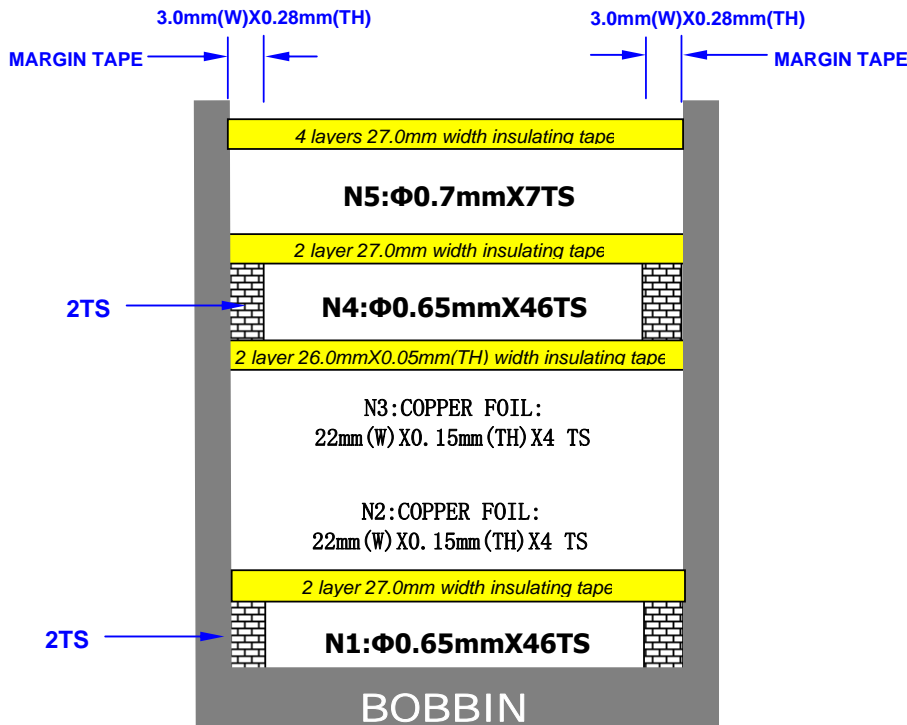 3.0mm(W)X0.28mm(TH)
3.0mm(W)X0.28mm(TH)
MARGIN TAPE
MARGIN TAPE
4 layers 27.0mm width insulating tape
N5:Φ0.7mmX7TS
2 layer 27.0mm width insulating tape
2TS
N4:Φ0.65mmX46TS
2 layer 26.0mmX0.05mm(TH) width insulating tape
N3:COPPER FOIL:
22mm(W)X0.15mm(TH)X4 TS
N2:COPPER FOIL:
22mm(W)X0.15mm(TH)X4 TS
2 layer 27.0mm width insulating tape
2TS
N1:Φ0.65mmX46TS
BOBBIN